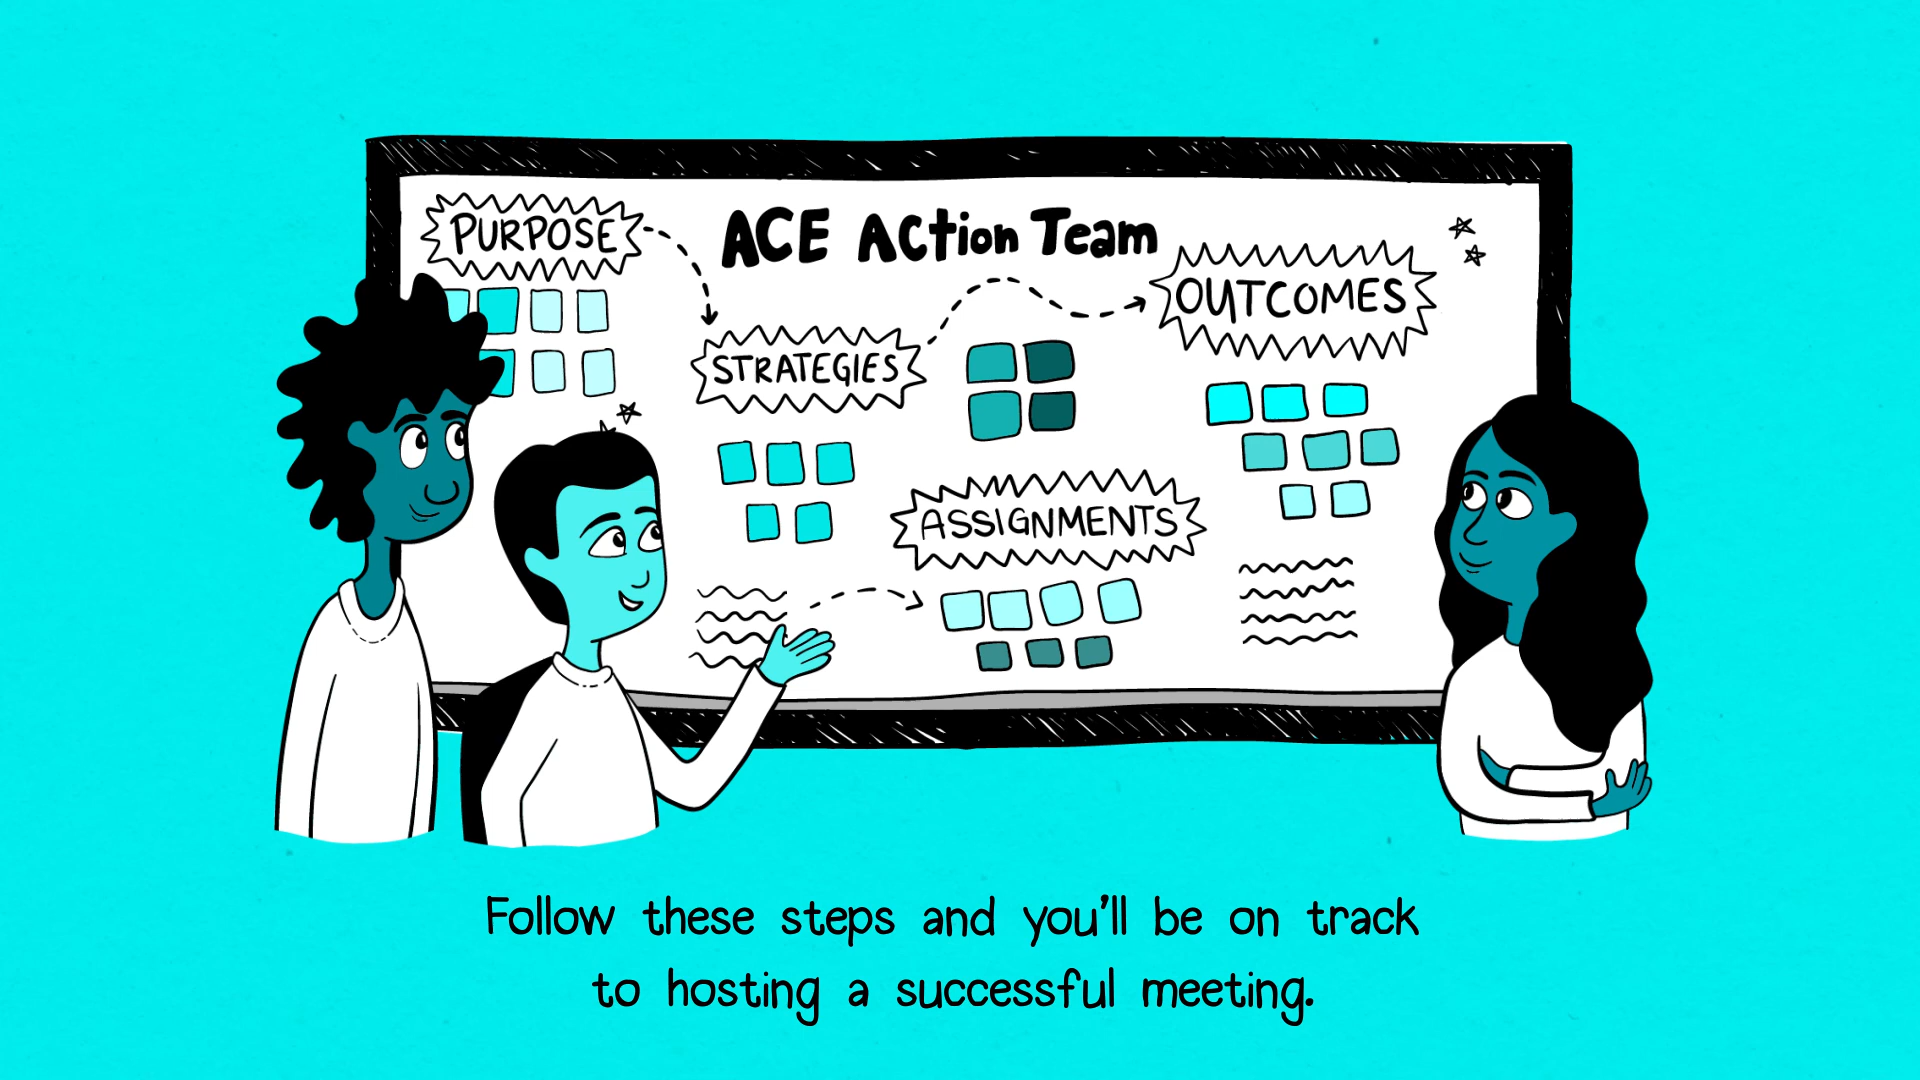 PURPOSE
ACE Action Team
OUTCOMES
STRATEGIES
ASSIGNMENTS
Follow these steps and you'll be on track
to hosting a successful meeting.